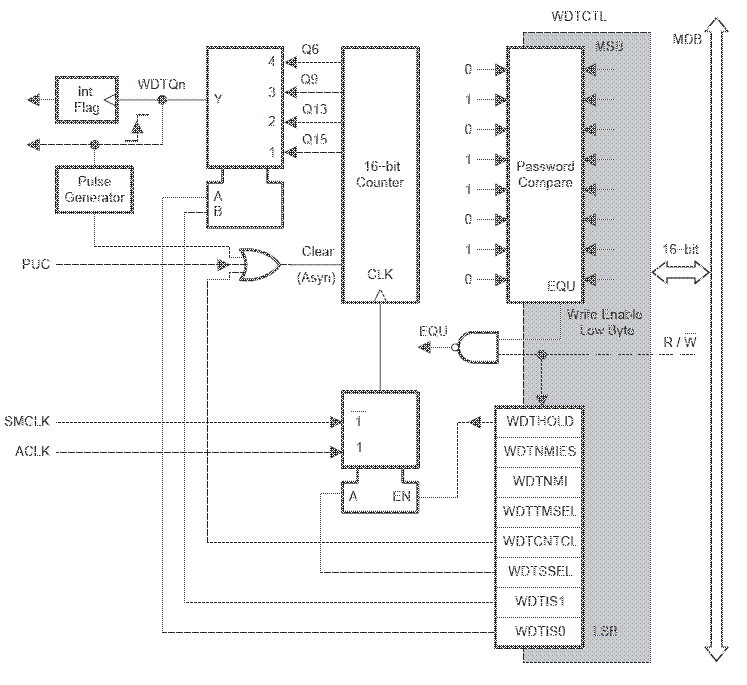 WDTCTL
MSB
MDB
Int
Flag
WDTQn
Y
4
3
2
1
Q6
Q9
Q13
Q15
16-bit
Counter
CLK
0
1
0
1
1
0
1
0
Password
Compare
EQU
Pulse
Generator
A
B
PUC
Clear
(Asyn)
16-bit
Write Enable
Low Byte
EQU
R / W
SMCLK
ACLK
1
1
A
EN
WDTHOLD
WDTNMIES
WDTNMI
WDTTMSEL
WDTCNTCL
WDTSSEL
WDTIS1
WDTIS0
LSB